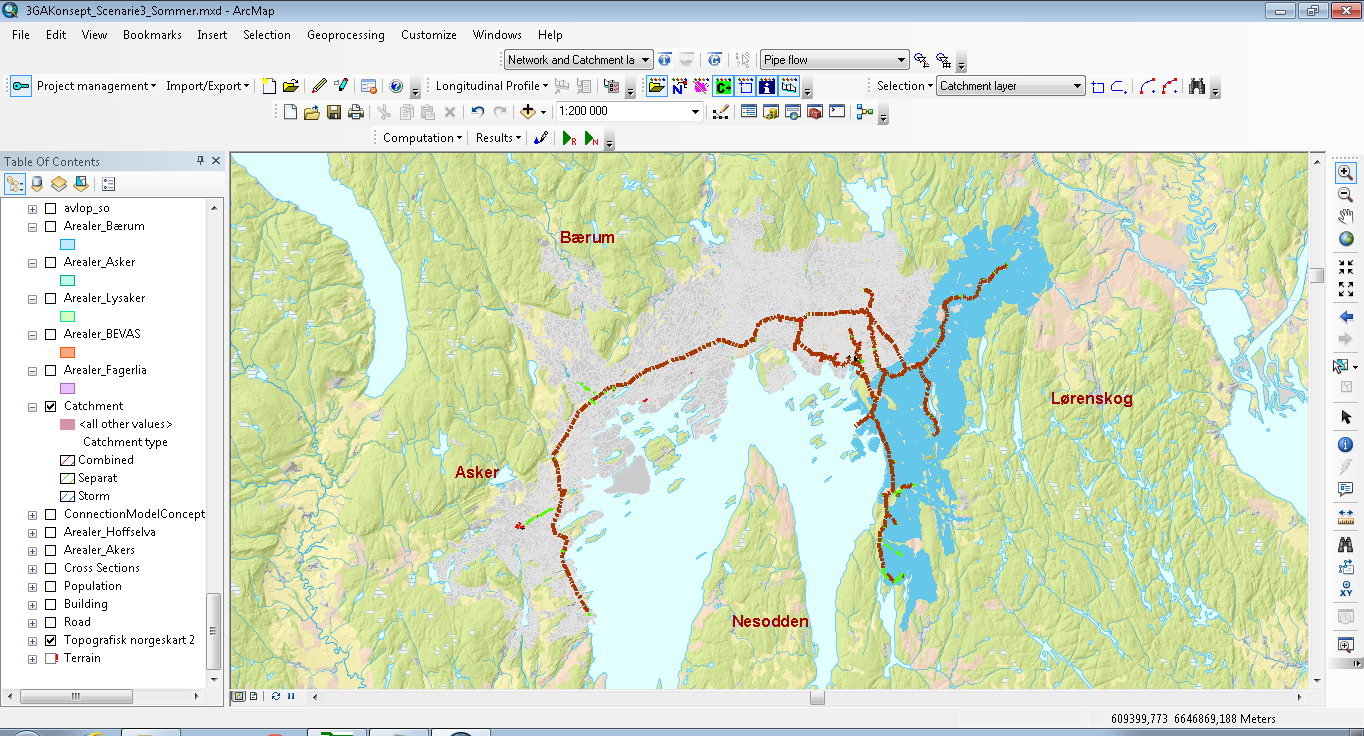 3GAKonsept_Scenarie3_Sommer.mxd - ArcMap
File Edit View Bookmarks Insert Selection Geoprocessing Customize Windows Help
Network and Catchment la Pipe flow
Project management Import/Export Longitudinal Profile Selection Catchment layer
1:200 000
Computation Results
Table Of Contents
avlop_so
Arealer_Bærum
Arealer_Asker
Arealer_Lysaker
Arealer_BEVAS
Arealer_Fagerlia
Catchment
<all other values>
Catchment type
Combined
Separat
Storm
ConnectionModelConcept
Arealer_Hoffselva
Arealer_Akers
Cross Sections
Population
Building
Road
Topografisk norgeskart 2
Terrain
Bærum
Lørenskog
Asker
Nesodden
609399,773 6646869,188 Meters